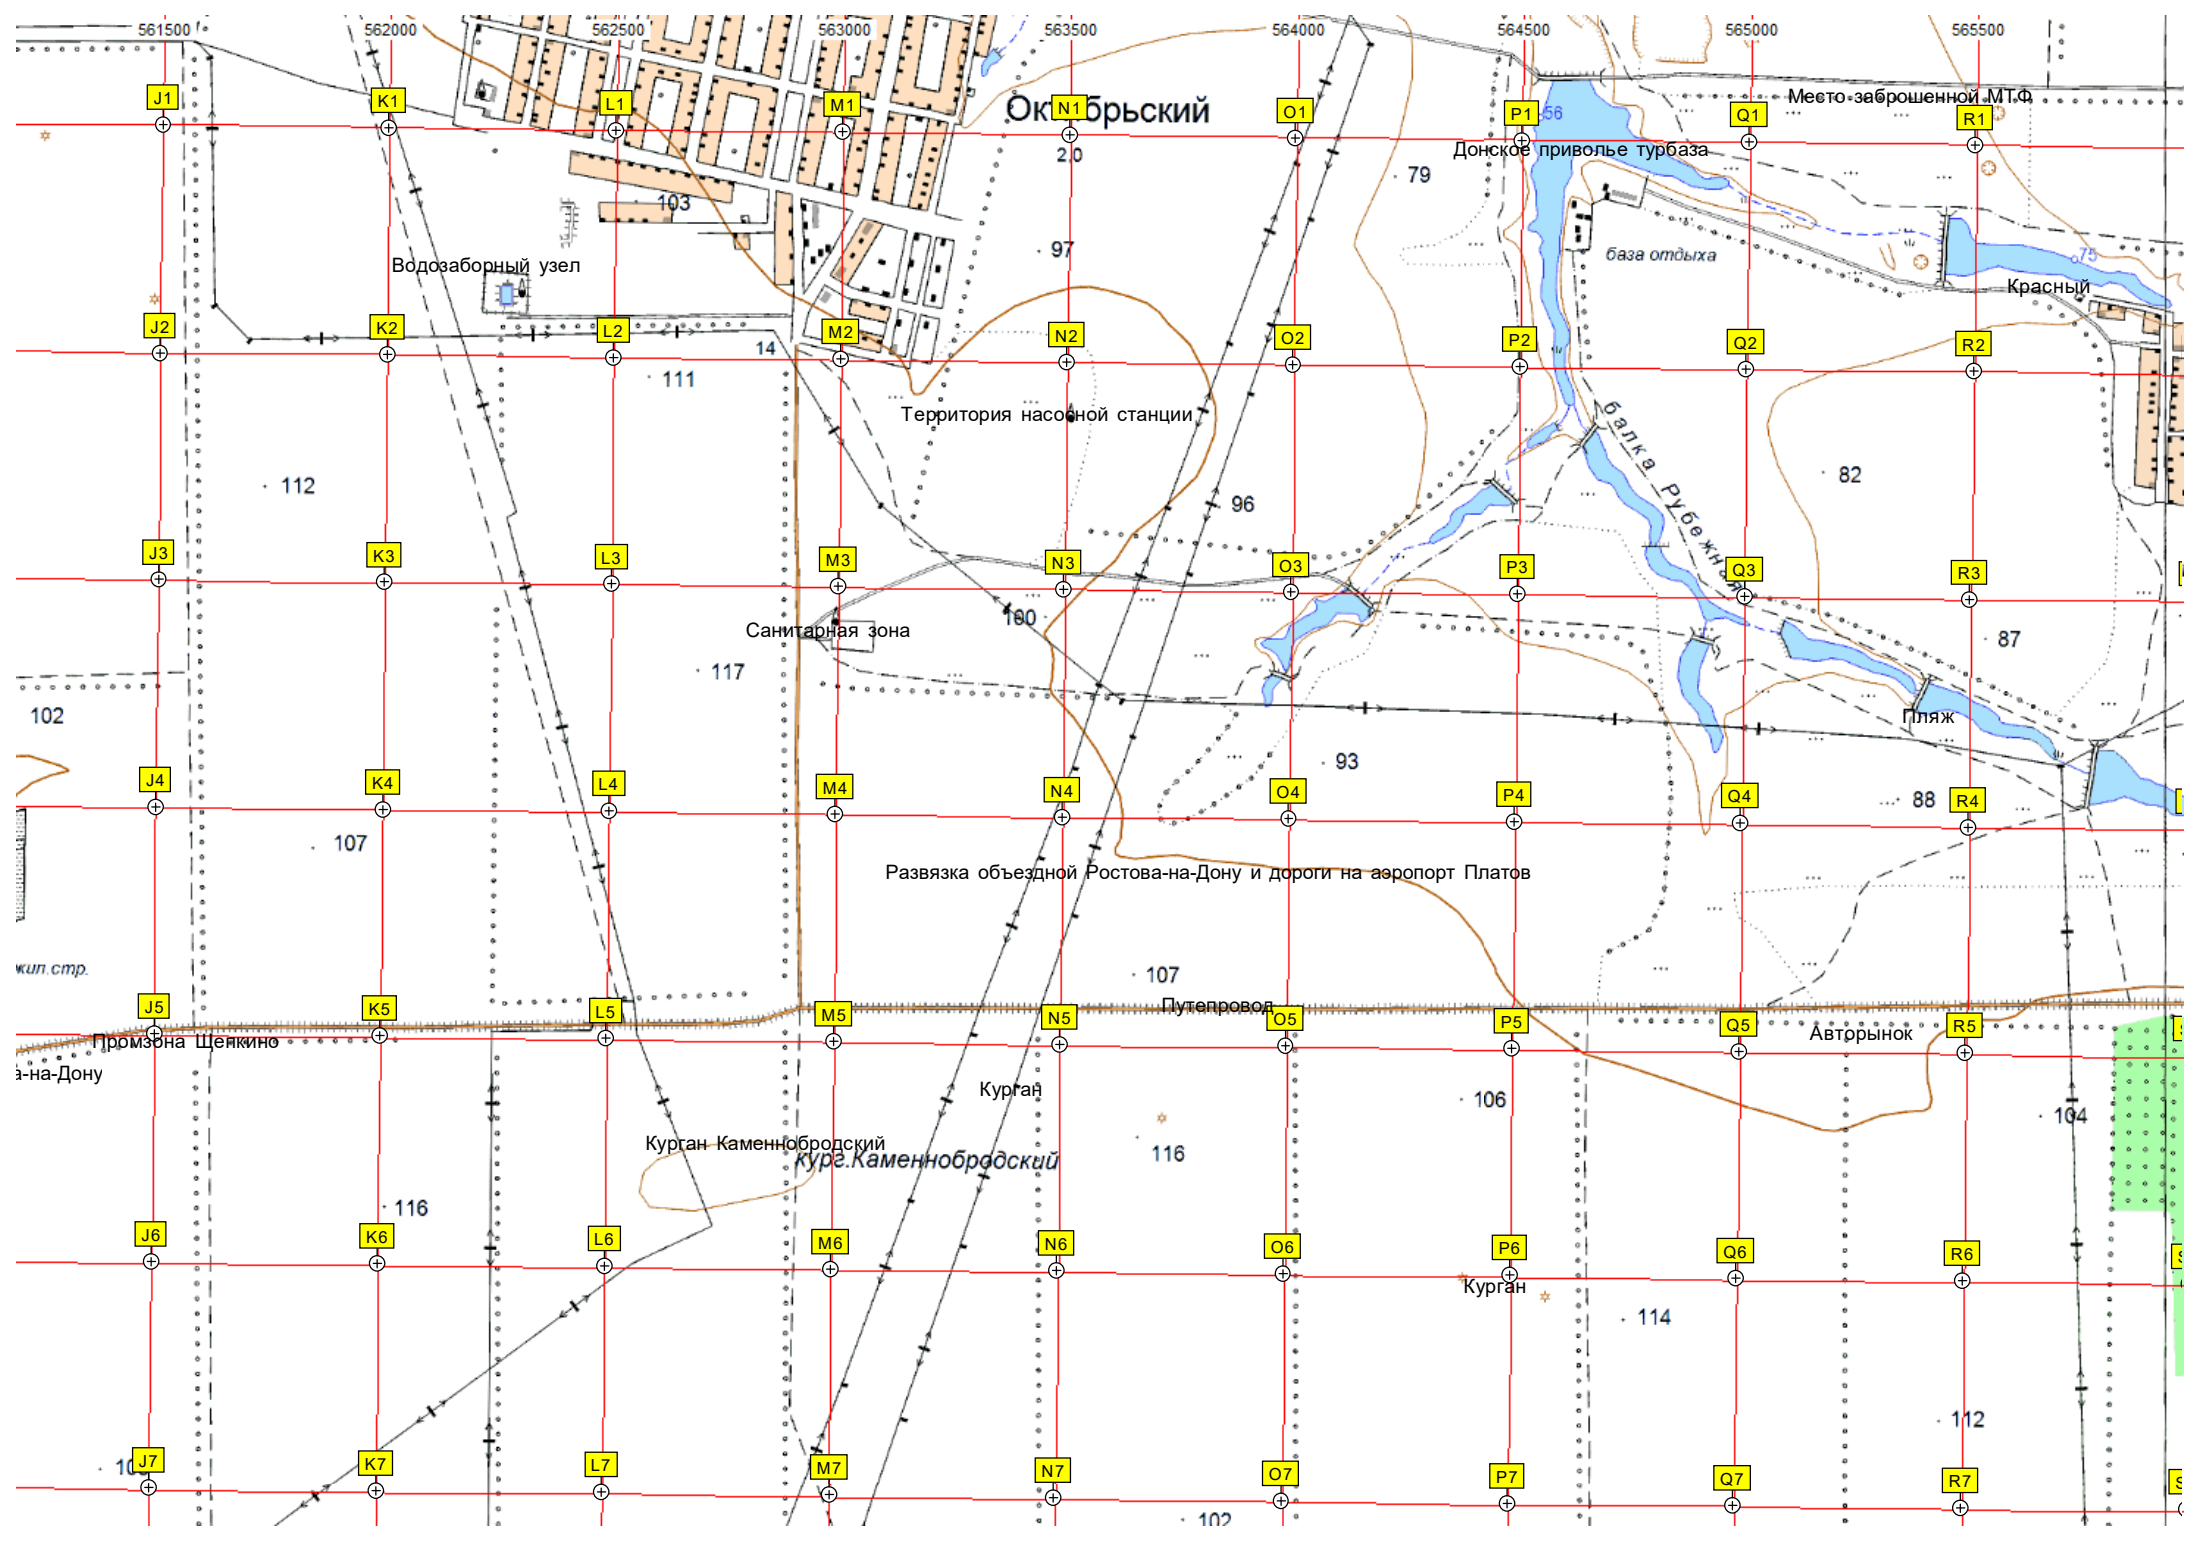 561500 562000 562500 563000 563500 564000 564500 565000 565500
J1 K1 L1 M1 N1 O1 P1 Q1 R1
Октябрьский
56
Место заброшенной МТФ
2.0
Донское приволье турбаза
79
103
97
база отдыха
75
Водозаборный узел
Красный
J2 K2 L2 M2 N2 O2 P2 Q2 R2
14
111
Территория насосной станции
балка Рубежная
82
112
96
J3 K3 L3 M3 N3 O3 P3 Q3 R3
100
Санитарная зона
87
117
102
Пляж
93
J4 K4 L4 M4 N4 O4 P4 Q4 R4
88
107
Развязка объездной Ростова-на-Дону и дороги на аэропорт Платов
жил.стр.
107
Путепровод
J5 K5 L5 M5 N5 O5 P5 Q5 R5
Авторынок
Промзона Щепкино
а-на-Дону
Курган
106
104
Курган Каменнобродский
кург.Каменнобродский
116
116
J6 K6 L6 M6 N6 O6 P6 Q6 R6
Курган
114
112
J7 K7 L7 M7 N7 O7 P7 Q7 R7
102